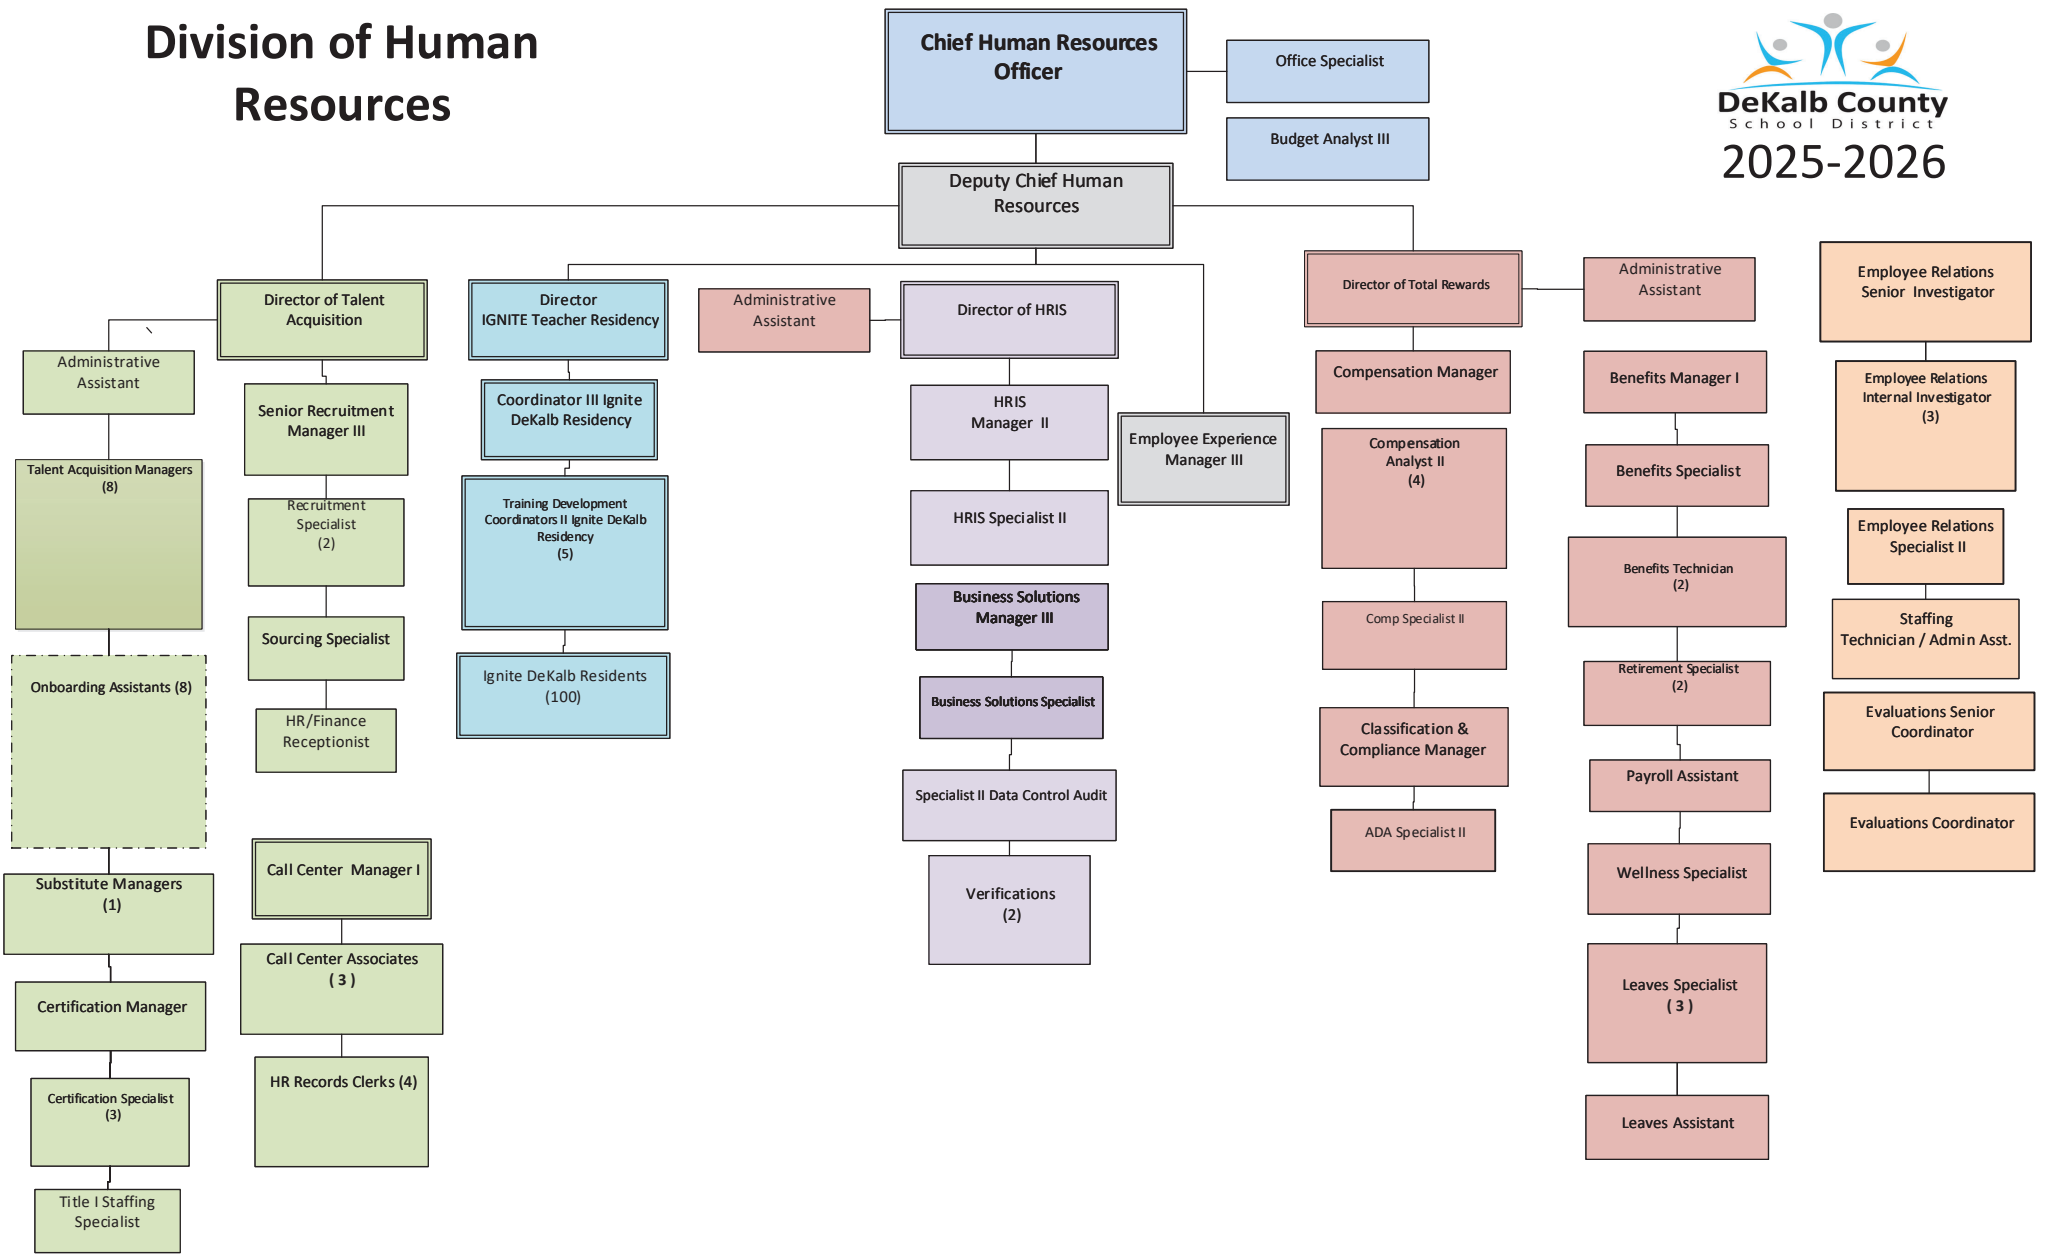 Division of Human
Resources
Chief Human Resources
Officer
Office Specialist
Budget Analyst III
DeKalb County
School District
2025-2026
Deputy Chief Human
Resources
Director of Talent
Acquisition
Administrative
Assistant
Talent Acquisition Managers
(8)
Onboarding Assistants (8)
Substitute Managers
(1)
Certification Manager
Certification Specialist
(3)
Title I Staffing
Specialist
Senior Recruitment
Manager III
Recruitment
Specialist
(2)
Sourcing Specialist
HR/Finance
Receptionist
Call Center Manager I
Call Center Associates
( 3 )
HR Records Clerks (4)
Director
IGNITE Teacher Residency
Coordinator III Ignite
DeKalb Residency
Training Development
Coordinators II Ignite DeKalb
Residency
(5)
Ignite DeKalb Residents
(100)
Administrative
Assistant
Director of HRIS
HRIS
Manager II
HRIS Specialist II
Business Solutions
Manager III
Business Solutions Specialist
Specialist II Data Control Audit
Verifications
(2)
Employee Experience
Manager III
Director of Total Rewards
Administrative
Assistant
Compensation Manager
Compensation
Analyst II
(4)
Comp Specialist II
Classification &
Compliance Manager
ADA Specialist II
Benefits Manager I
Benefits Specialist
Benefits Technician
(2)
Retirement Specialist
(2)
Payroll Assistant
Wellness Specialist
Leaves Specialist
( 3 )
Leaves Assistant
Employee Relations
Senior Investigator
Employee Relations
Internal Investigator
(3)
Employee Relations
Specialist II
Staffing
Technician / Admin Asst.
Evaluations Senior
Coordinator
Evaluations Coordinator